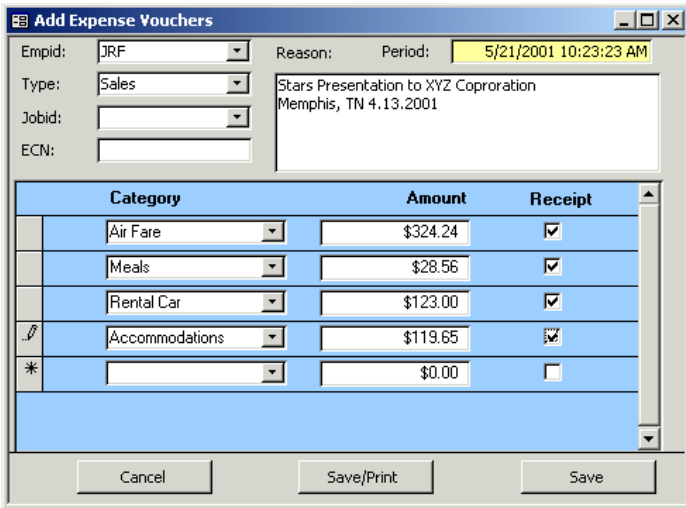 Add Expense Vouchers
Empid: JRF Reason: Period: 5/21/2001 10:23:23 AM
Type: Sales
Stars Presentation to XYZ Coproration
Memphis, TN 4.13.2001
Jobid:
ECN:
Category Amount Receipt
Air Fare $324.24
Meals $28.56
Rental Car $123.00
Accommodations $119.65
* $0.00
Cancel Save/Print Save